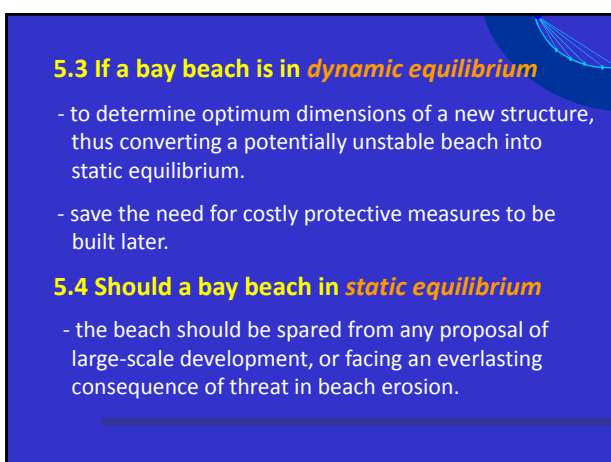 5.3 If a bay beach is in dynamic equilibrium
- to determine optimum dimensions of a new structure,
thus converting a potentially unstable beach into
static equilibrium.
- save the need for costly protective measures to be
built later.
5.4 Should a bay beach in static equilibrium
- the beach should be spared from any proposal of
large-scale development, or facing an everlasting
consequence of threat in beach erosion.